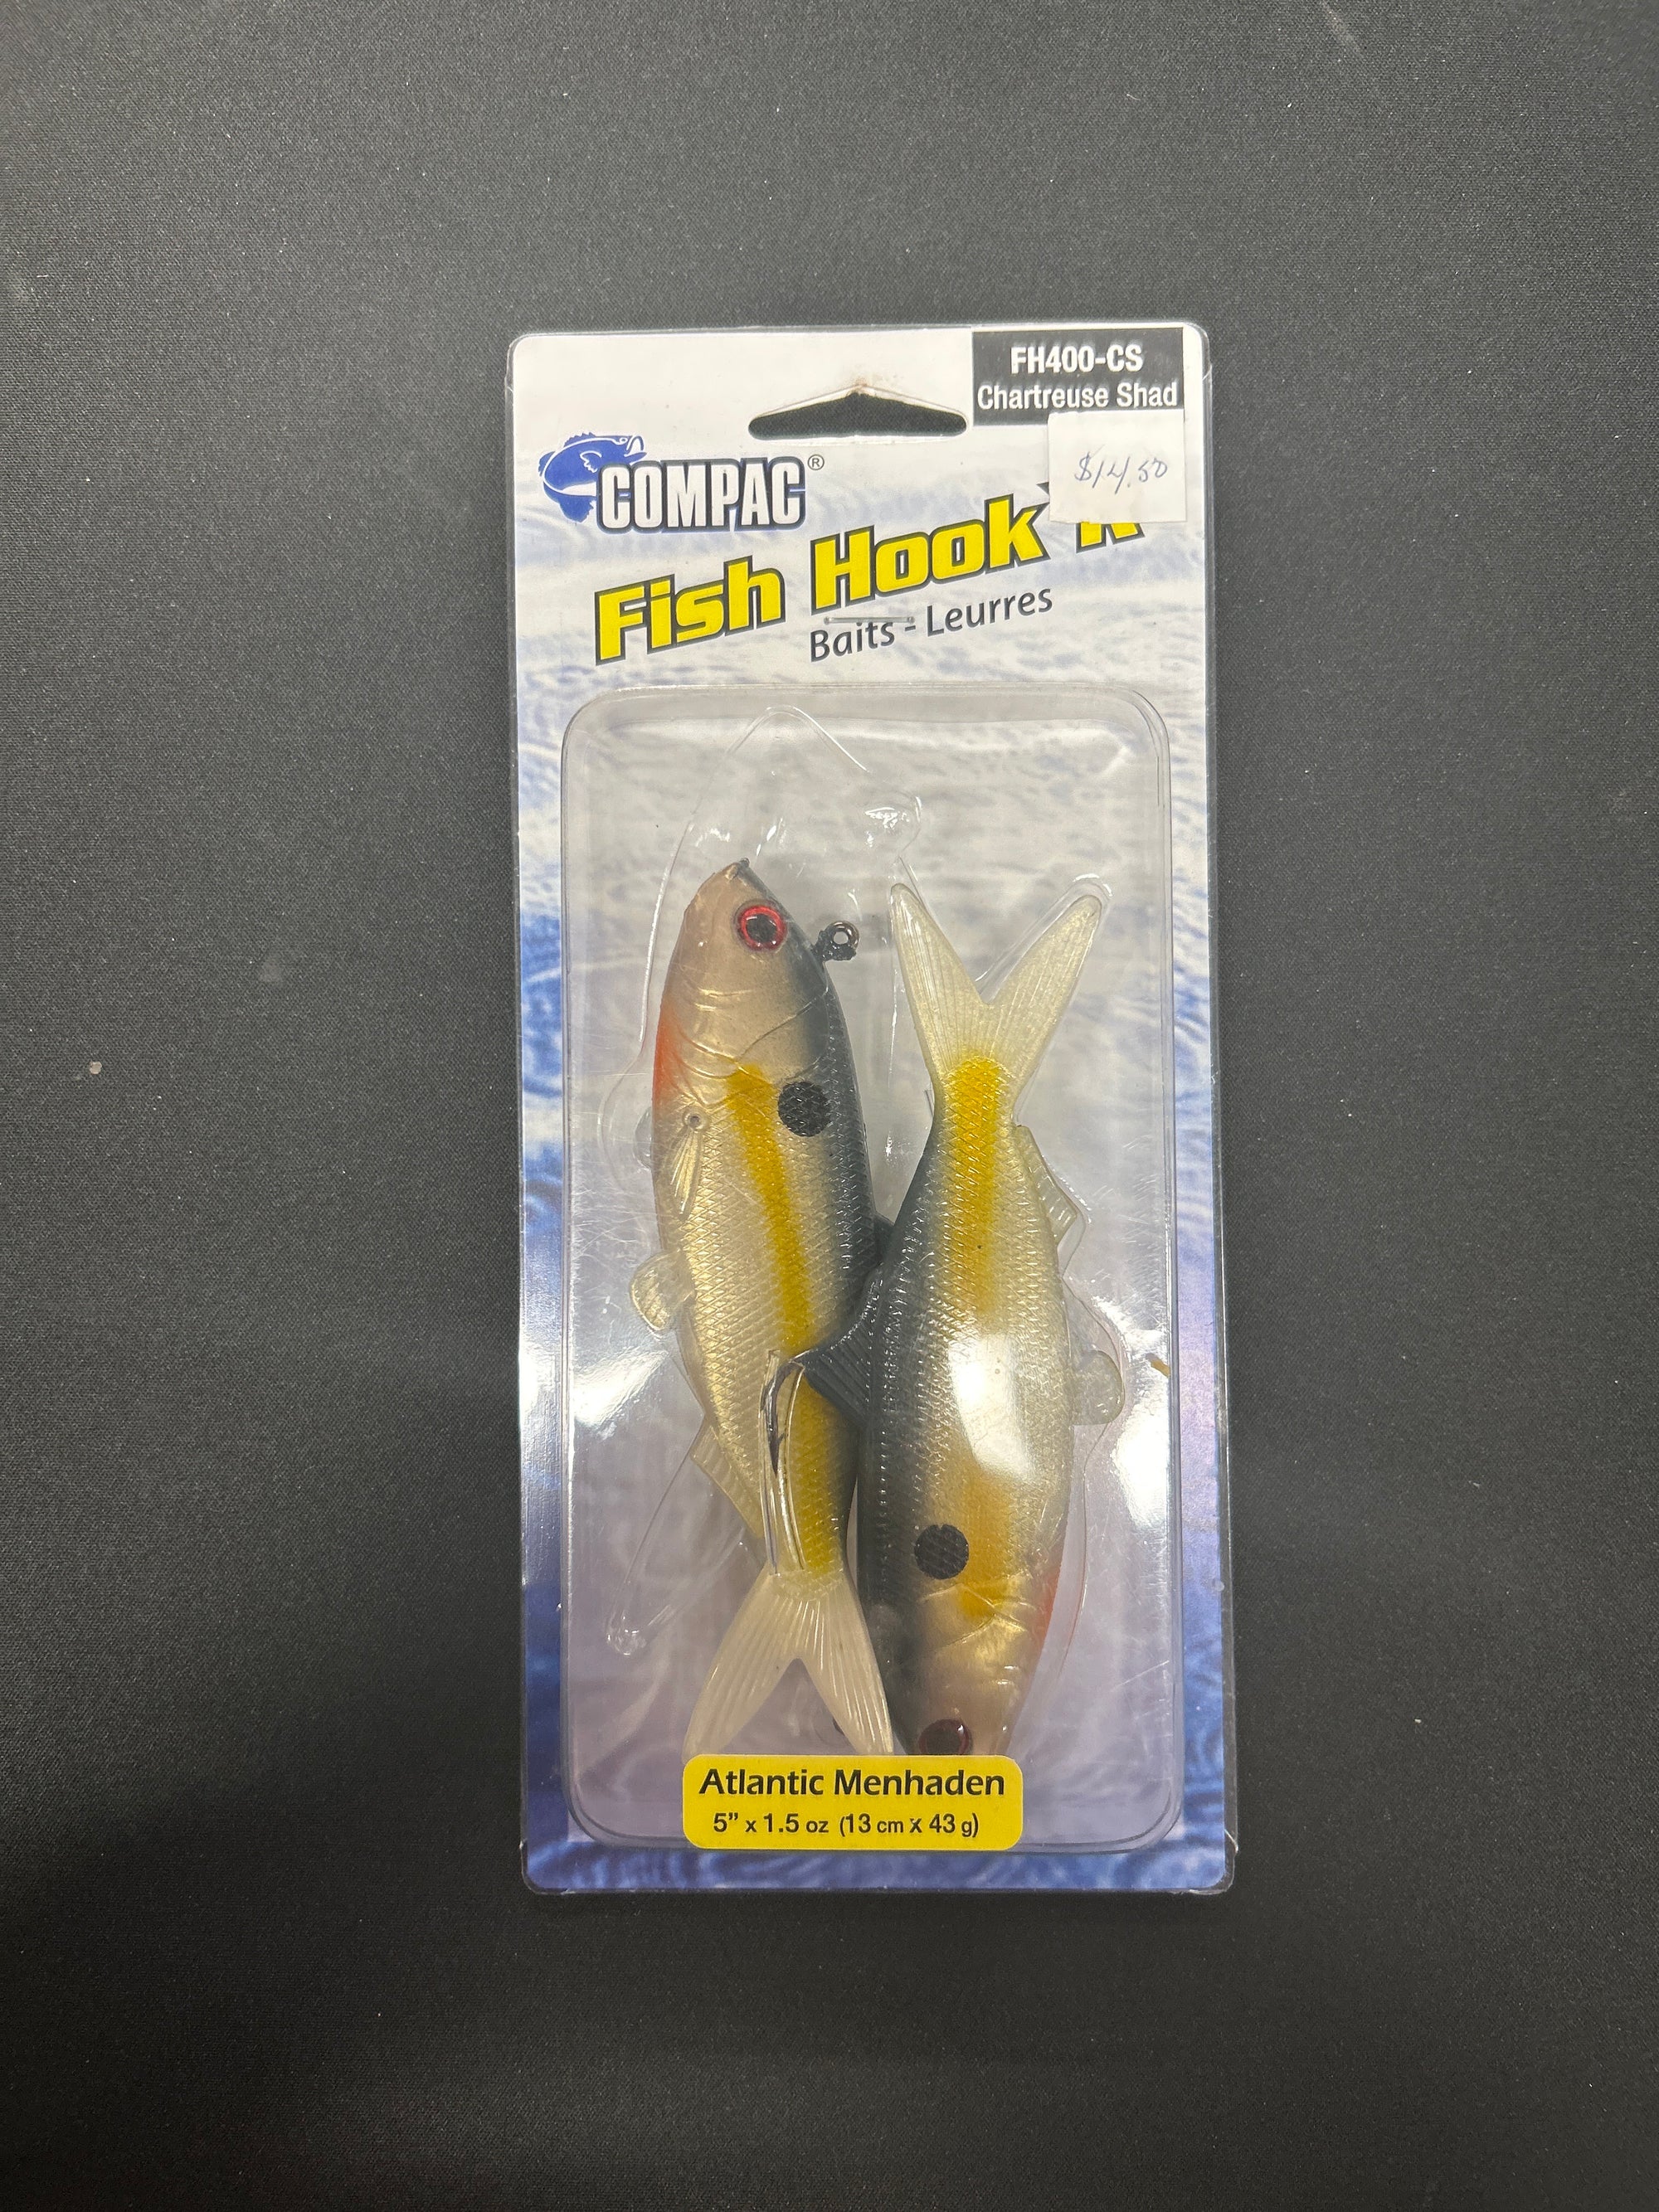 FH400-CS
Chartreuse Shad
$14.50
COMPAC®
Fish Hook
Baits - Leurres
Atlantic Menhaden
5" x 1.5 oz (13 cm x 43 g)